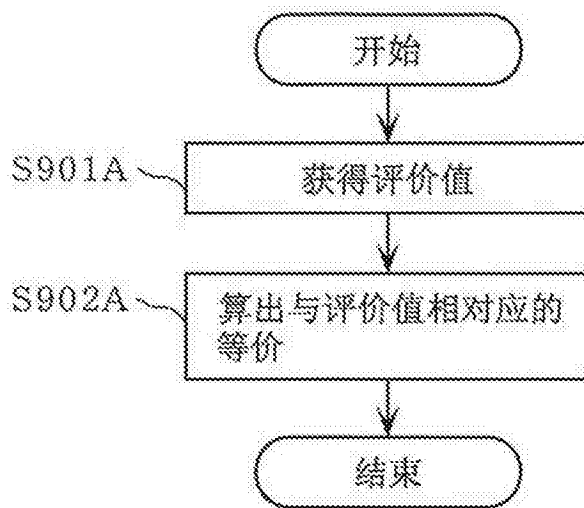 开始
S901A
获得评价值
S902A
算出与评价值相对应的
等价
结束